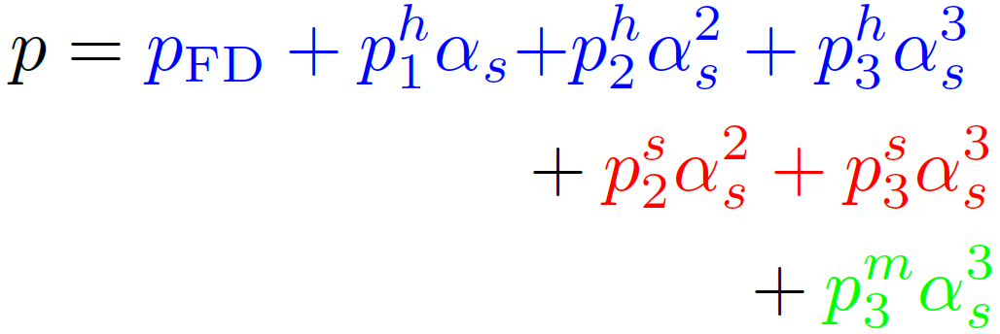 p = p_FD + p_1^h α_s + p_2^h α_s^2 + p_3^h α_s^3
+ p_2^s α_s^2 + p_3^s α_s^3
+ p_3^m α_s^3